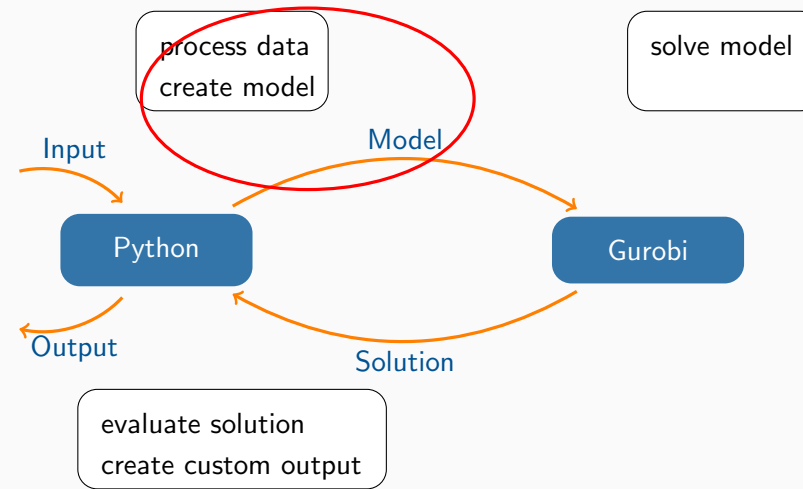 process data
create model
solve model
Model
Input
Python
Gurobi
Output
Solution
evaluate solution
create custom output